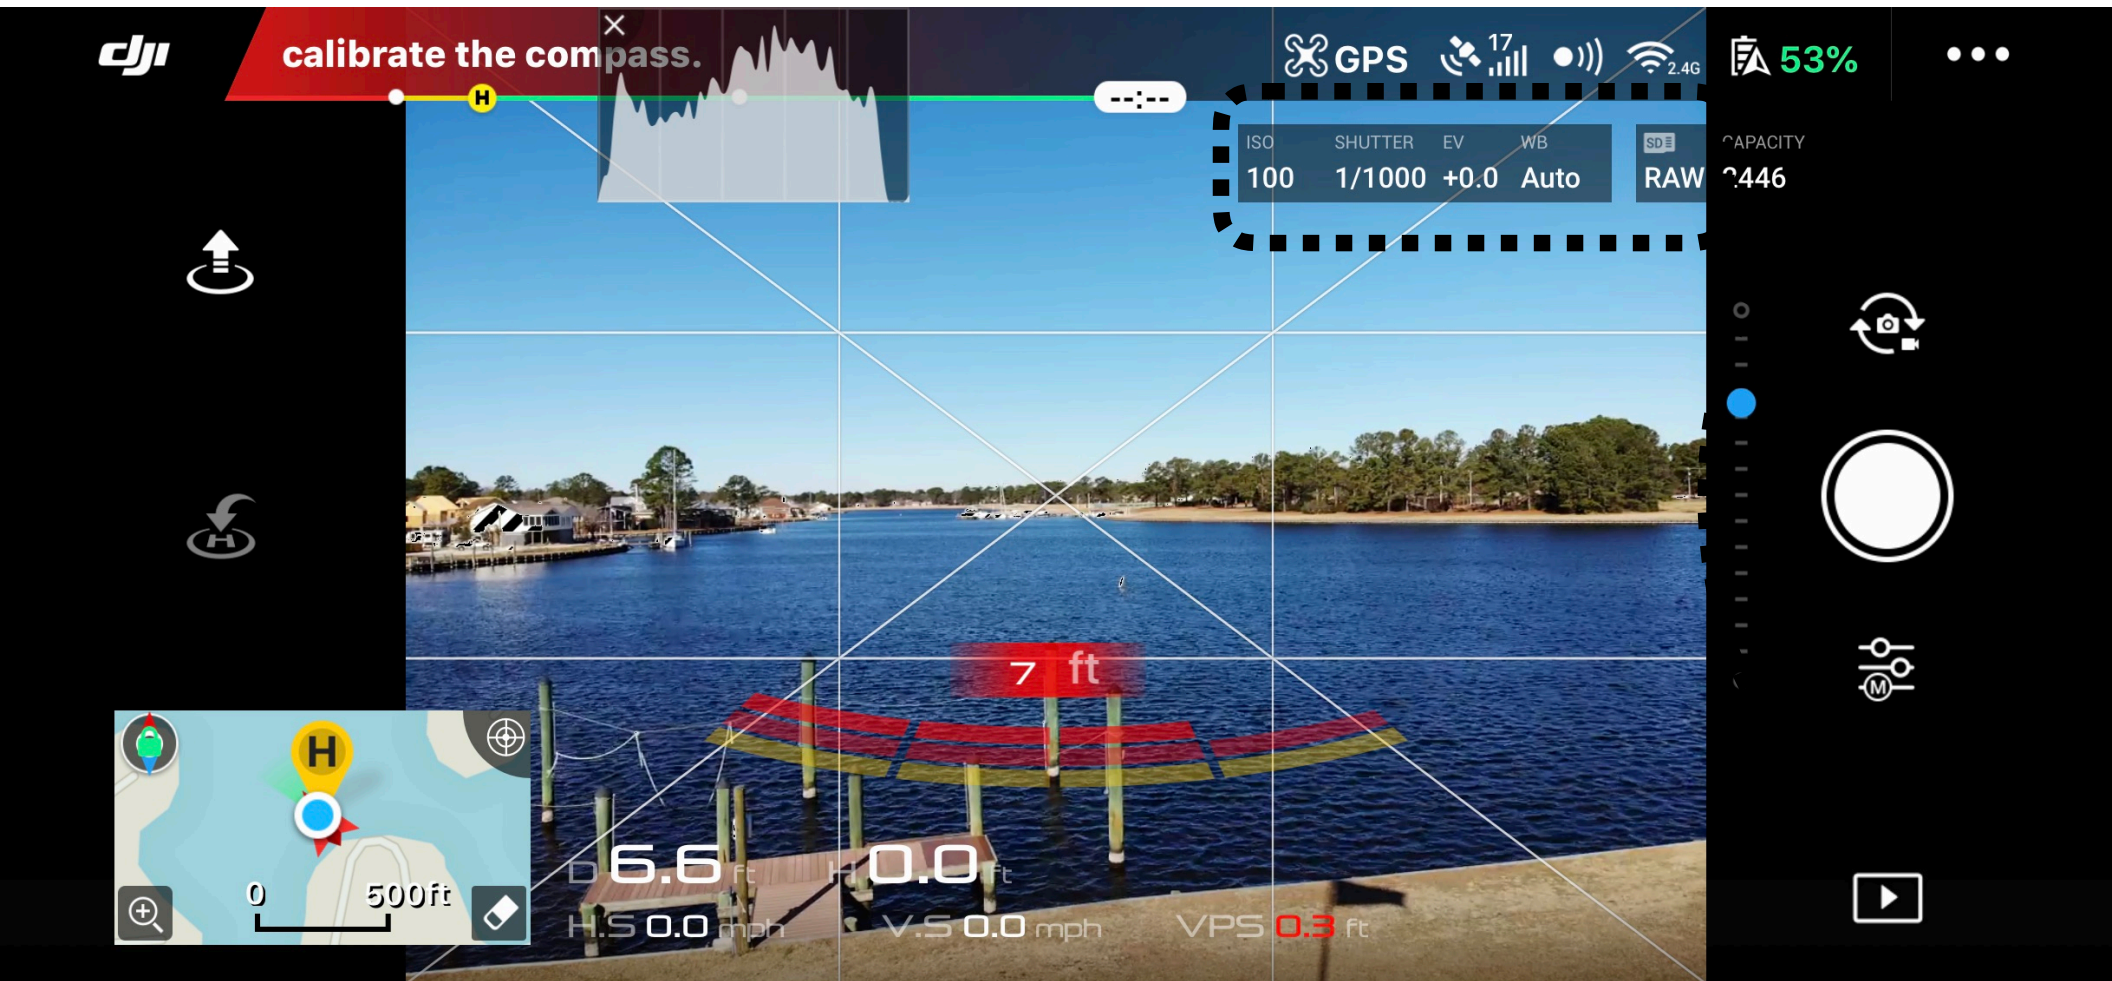 dji
calibrate the compass.
GPS
17
2.4G
53%
H
--:--
ISO SHUTTER EV WB SD CAPACITY
100 1/1000 +0.0 Auto RAW 446
7 ft
M
H
0 500ft
D 6.6 ft H 0.0 ft
H.S 0.0 mph V.S 0.0 mph VPS 0.3 ft